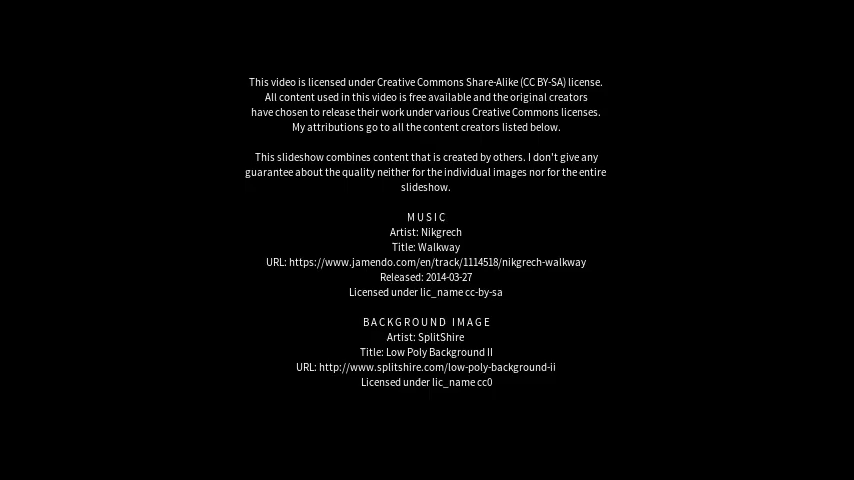 This video is licensed under Creative Commons Share-Alike (CC BY-SA) license.
All content used in this video is free available and the original creators
have chosen to release their work under various Creative Commons licenses.
My attributions go to all the content creators listed below.
This slideshow combines content that is created by others. I don't give any
guarantee about the quality neither for the individual images nor for the entire
slideshow.
MUSIC
Artist: Nikgrech
Title: Walkway
URL: https://www.jamendo.com/en/track/1114518/nikgrech-walkway
Released: 2014-03-27
Licensed under lic_name cc-by-sa
BACKGROUND IMAGE
Artist: SplitShire
Title: Low Poly Background II
URL: http://www.splitshire.com/low-poly-background-ii
Licensed under lic_name cc0